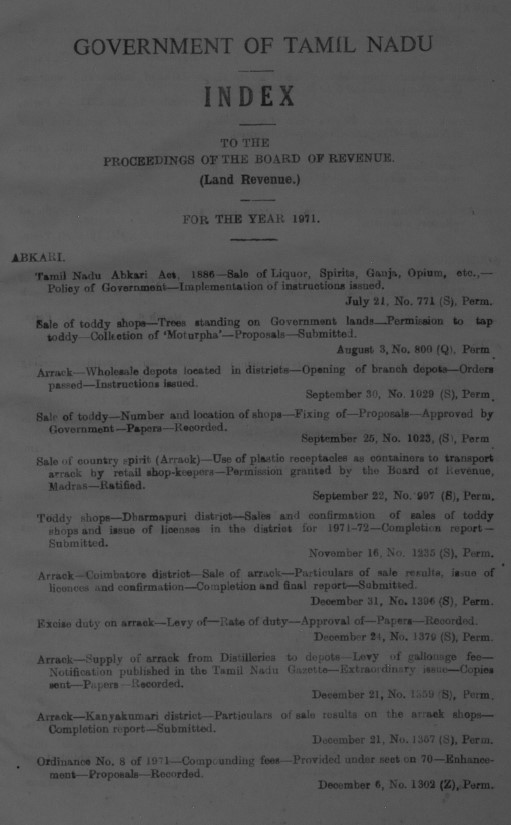 GOVERNMENT OF TAMIL NADU
INDEX
TO THE
PROCEEDINGS OF THE BOARD OF REVENUE.
(Land Revenue.)
FOR THE YEAR 1971.
ABKARI.
Tamil Nadu Abkari Act, 1886—Sale of Liquor, Spirits, Ganja, Opium, etc.,—
Policy of Government—Implementation of instructions issued.
July 21, No. 771 (S), Perm.
Sale of toddy shops—Trees standing on Government lands—Permission to tap
toddy—Collection of 'Moturpha'—Proposals—Submitted.
August 3, No. 800 (Q), Perm
Arrack—Wholesale depots located in districts—Opening of branch depots—Orders
passed—Instructions issued.
September 30, No. 1029 (S), Perm.
Sale of toddy—Number and location of shops—Fixing of—Proposals—Approved by
Government—Papers—Recorded.
September 25, No. 1023, (S), Perm
Sale of country spirit (Arrack)—Use of plastic receptacles as containers to transport
arrack by retail shop-keepers—Permission granted by the Board of Revenue,
Madras—Ratified.
September 22, No. 997 (S), Perm.
Toddy shops—Dharmapuri district—Sales and confirmation of sales of toddy
shops and issue of licenses in the district for 1971-72—Completion report—
Submitted.
November 16, No. 1235 (S), Perm.
Arrack—Coimbatore district—Sale of arrack—Particulars of sale results, issue of
licences and confirmation—Completion and final report—Submitted.
December 31, No. 1396 (S), Perm.
Excise duty on arrack—Levy of—Rate of duty—Approval of—Papers—Recorded.
December 24, No. 1379 (S), Perm.
Arrack—Supply of arrack from Distilleries to depots—Levy of gallonage fee—
Notification published in the Tamil Nadu Gazette—Extraordinary issue—Copies
sent—Papers—Recorded.
December 21, No. 1359 (S), Perm.
Arrack—Kanyakumari district—Particulars of sale results on the arrack shops—
Completion report—Submitted.
December 21, No. 1357 (S), Perm.
Ordinance No. 8 of 1971—Compounding fees—Provided under section 70—Enhance-
ment—Proposals—Recorded.
December 6, No. 1302 (Z), Perm.